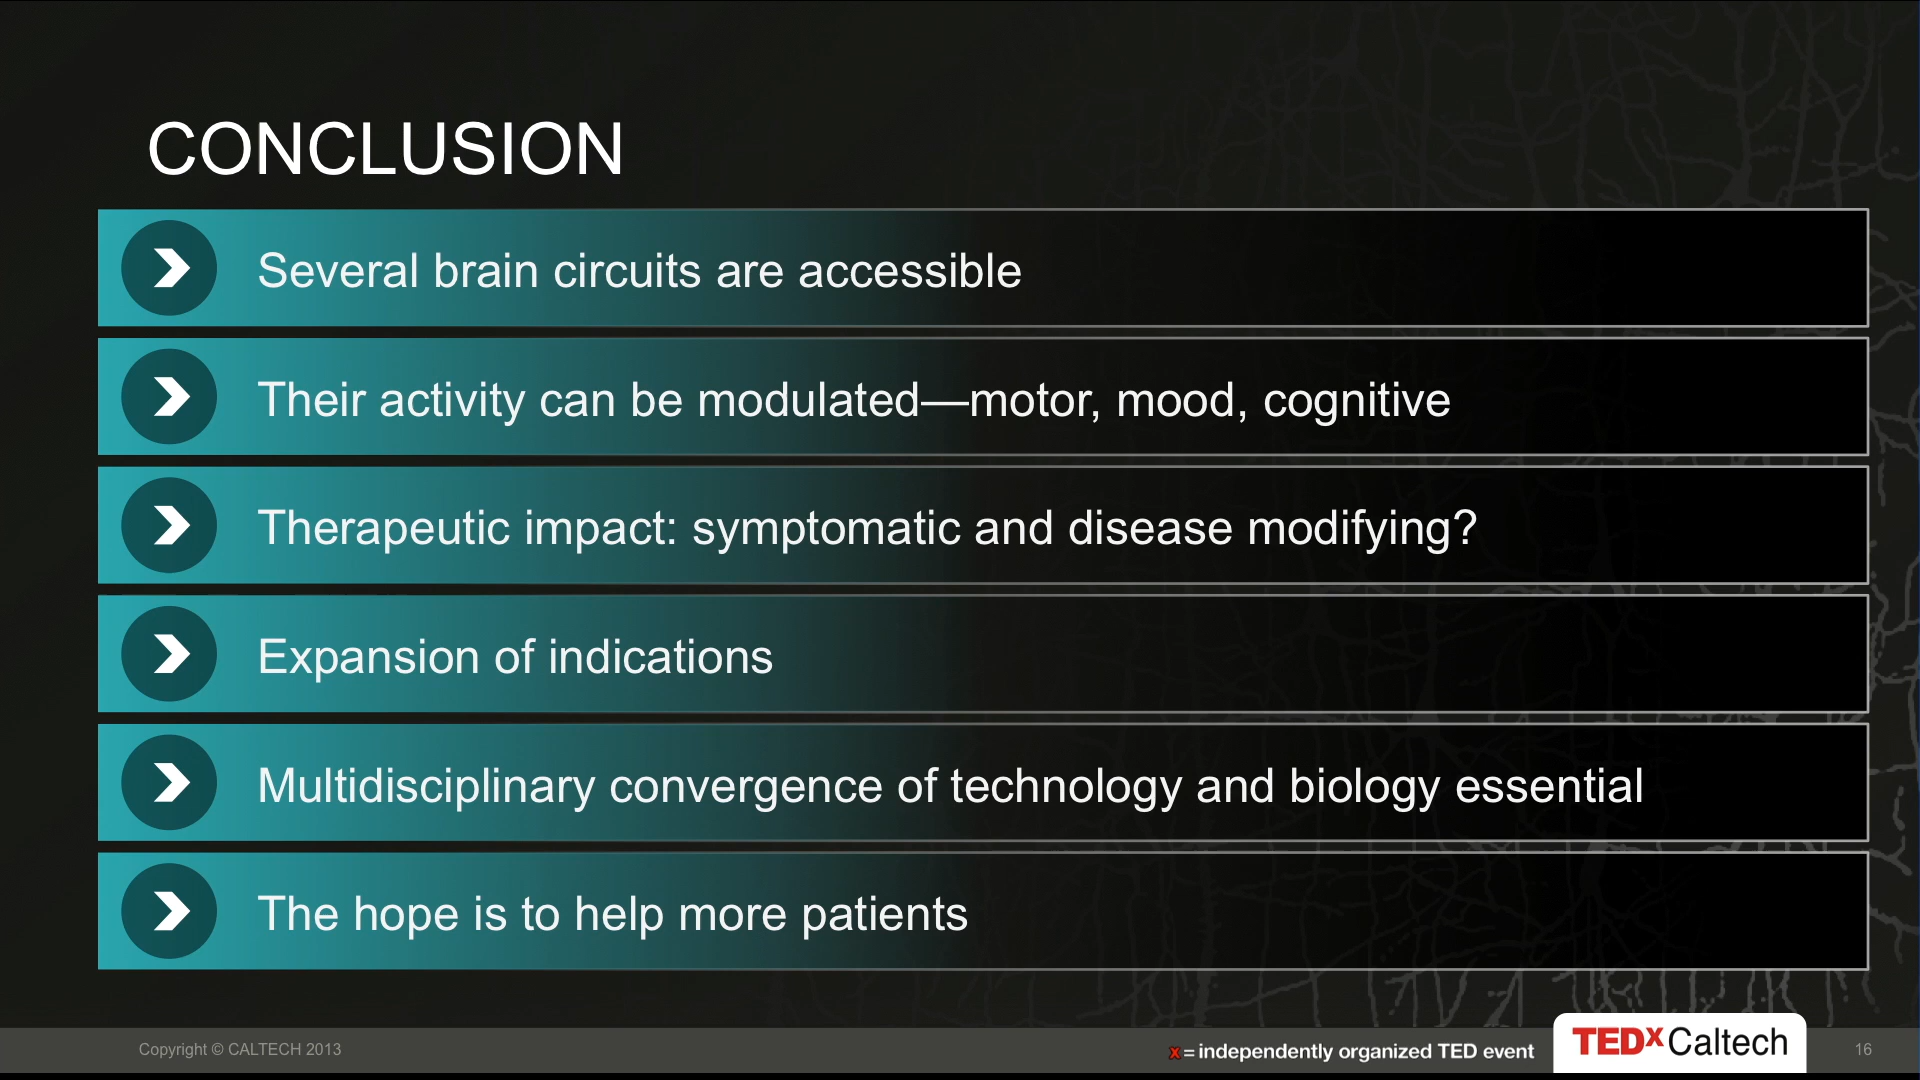 CONCLUSION
Several brain circuits are accessible
Their activity can be modulated—motor, mood, cognitive
Therapeutic impact: symptomatic and disease modifying?
Expansion of indications
Multidisciplinary convergence of technology and biology essential
The hope is to help more patients
Copyright © CALTECH 2013
x = independently organized TED event
TEDxCaltech
16